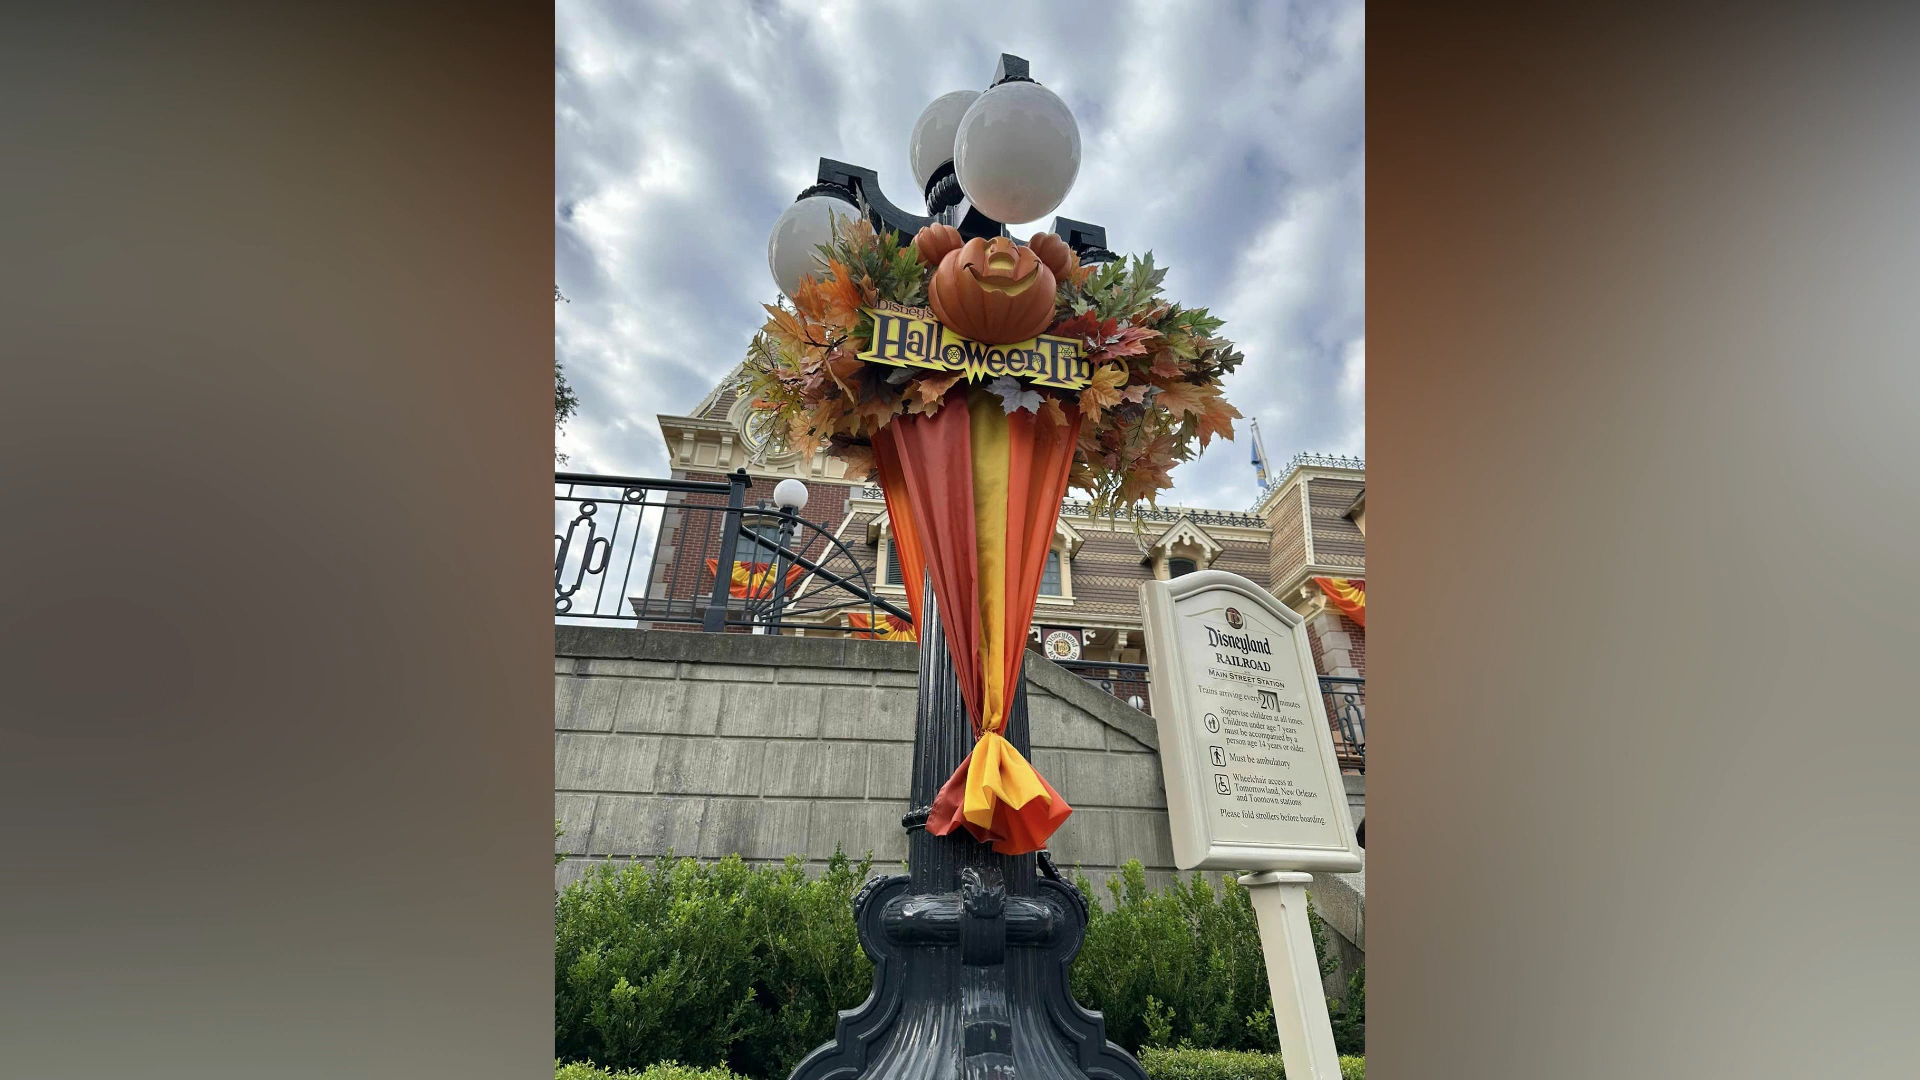 Disney's
HalloweenTime
Disneyland
RAILROAD
MAIN STREET STATION
Trains arriving every 20 minutes
Supervise children at all times.
Children under age 7 years
must be accompanied by a
person age 14 years or older.
Must be ambulatory
Wheelchair access at
Tomorrowland, New Orleans
and Toontown stations
Please fold strollers before boarding.
Disneyland